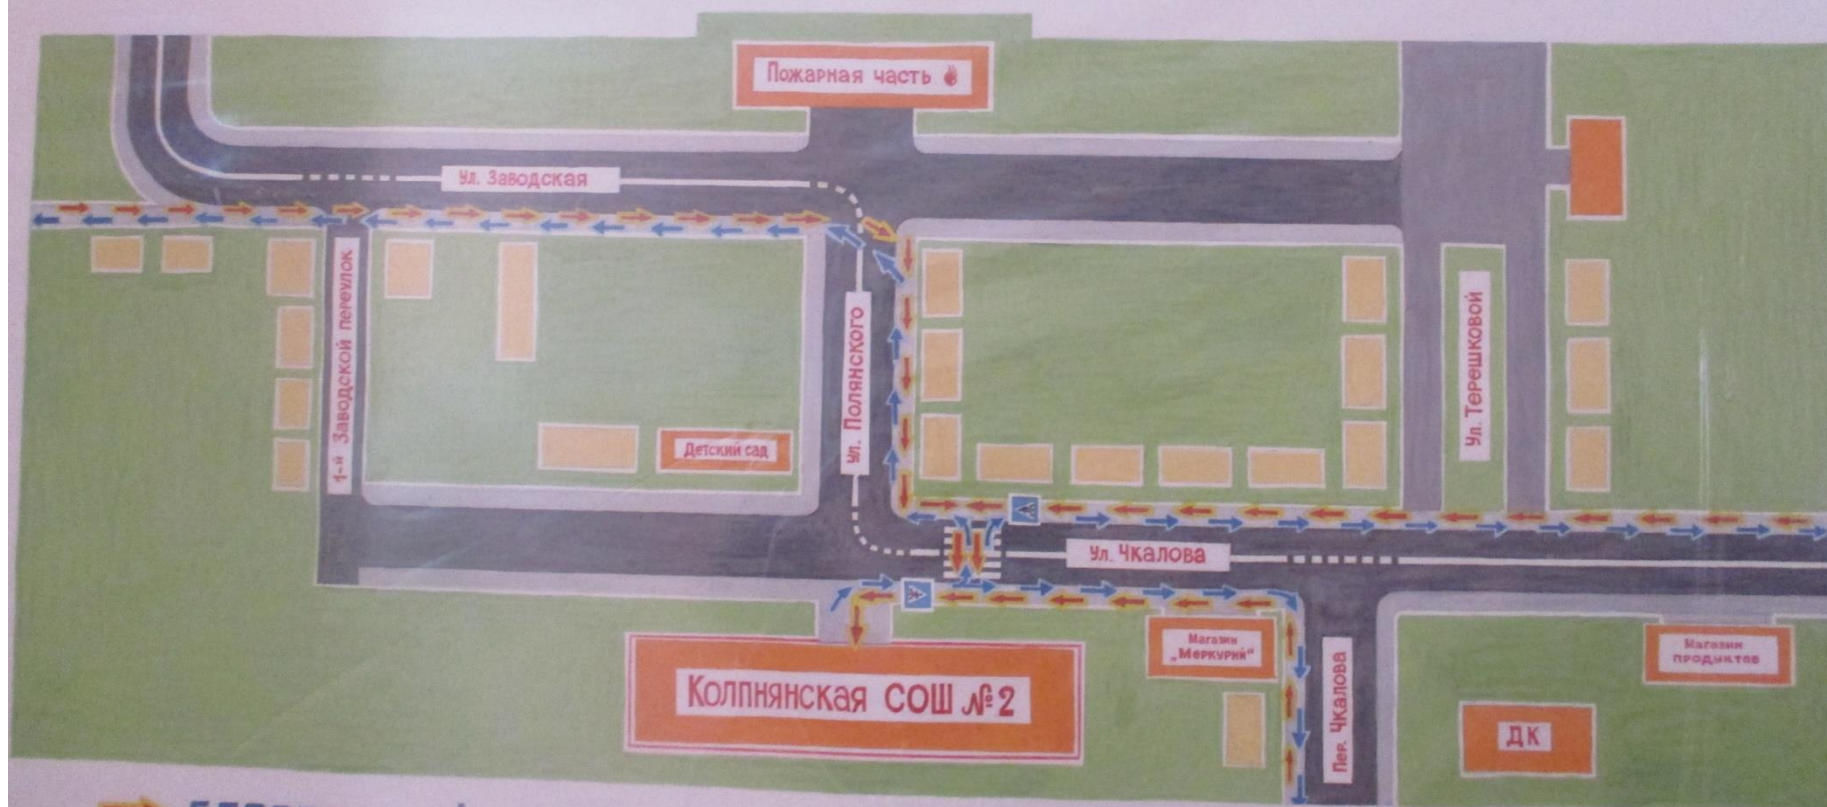 Пожарная часть
ул. Заводская
1-й Заводской переулок
ул. Полянского
Ул. Терешковой
Детский сад
Ул. Чкалова
Магазин
„Меркурий“
Магазин
продуктов
Колпнянская СОШ №2
Пер. Чкалова
ДК